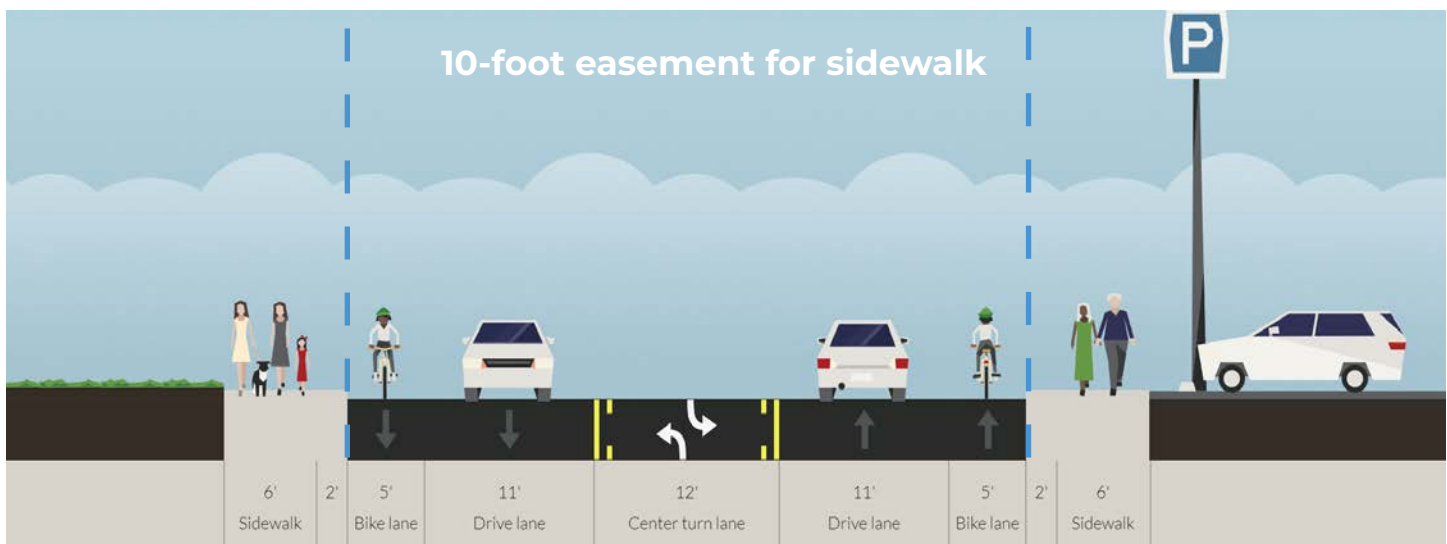 10-foot easement for sidewalk
P
6' 2' 5' 11' 12' 11' 5' 2' 6'
Sidewalk Bike lane Drive lane Center turn lane Drive lane Bike lane Sidewalk